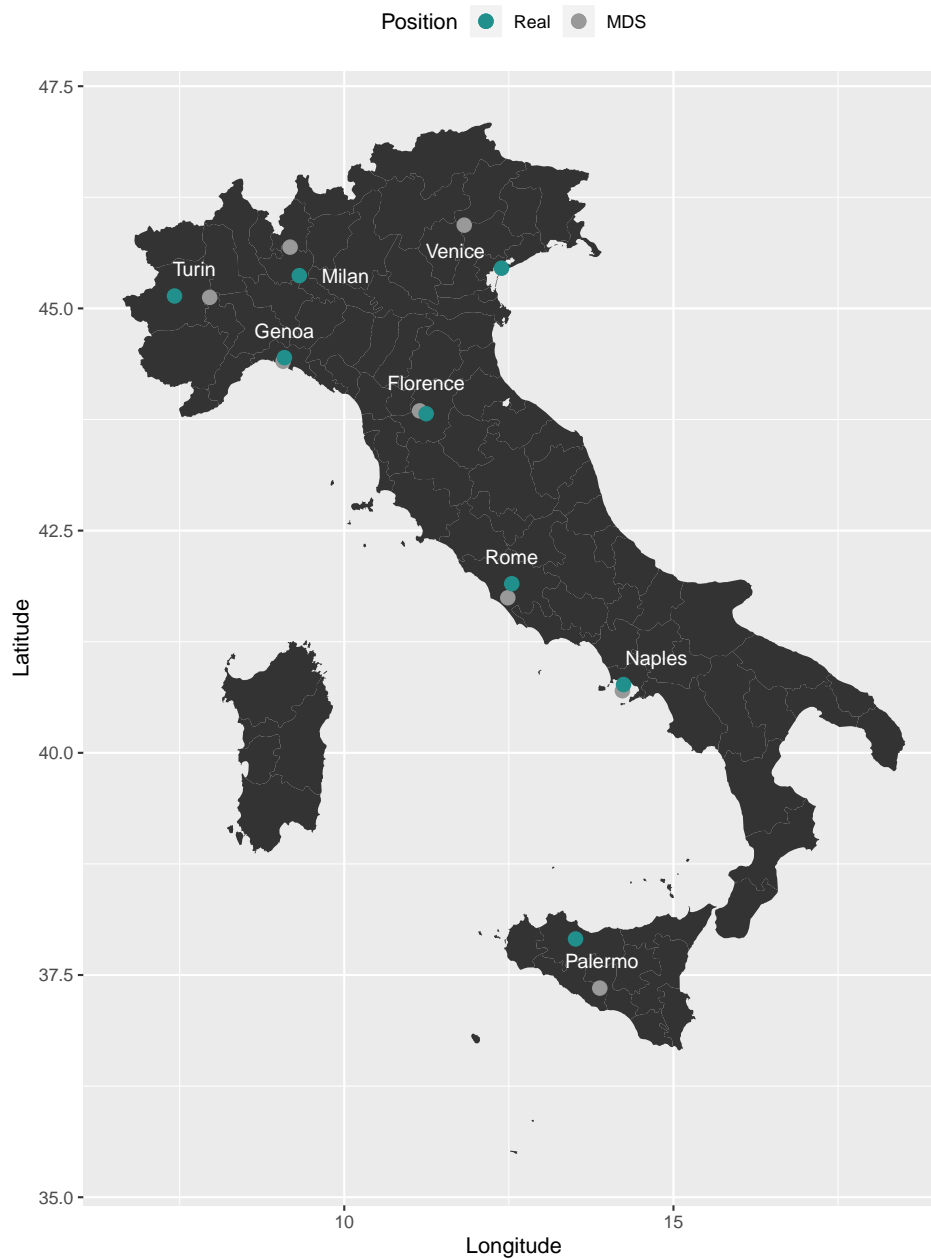 Position Real MDS
47.5
Venice
Turin
Milan
45.0
Genoa
Florence
42.5
Rome
Latitude
Naples
40.0
Palermo
37.5
35.0
10 15
Longitude